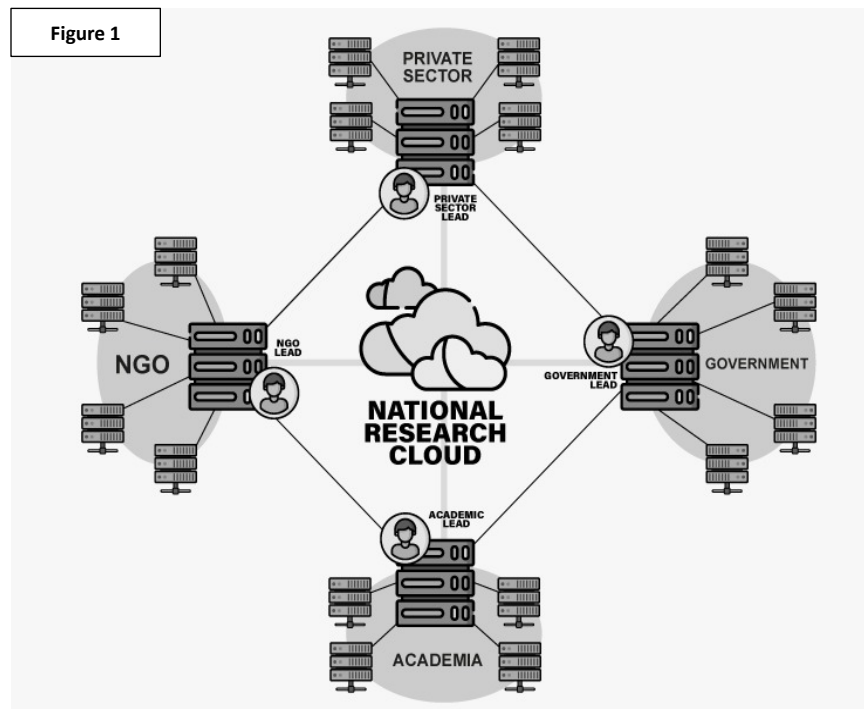 Figure 1
PRIVATE
SECTOR
PRIVATE
SECTOR
LEAD
NGO
NGO
LEAD
GOVERNMENT
GOVERNMENT
LEAD
NATIONAL
RESEARCH
CLOUD
ACADEMIC
LEAD
ACADEMIA